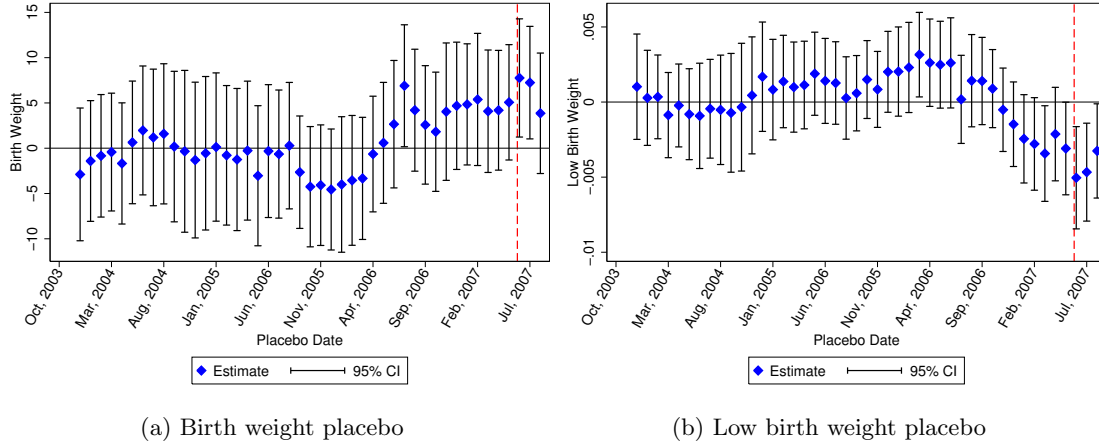 15
10
5
0
−5
−10
Birth Weight
Oct, 2003
Mar, 2004
Aug, 2004
Jan, 2005
Jun, 2006
Nov, 2005
Apr, 2006
Sep, 2006
Feb, 2007
Jul, 2007
Placebo Date
Estimate
95% CI
(a) Birth weight placebo
.005
0
−.005
−.01
Low Birth Weight
Oct, 2003
Mar, 2004
Aug, 2004
Jan, 2005
Jun, 2006
Nov, 2005
Apr, 2006
Sep, 2006
Feb, 2007
Jul, 2007
Placebo Date
Estimate
95% CI
(b) Low birth weight placebo